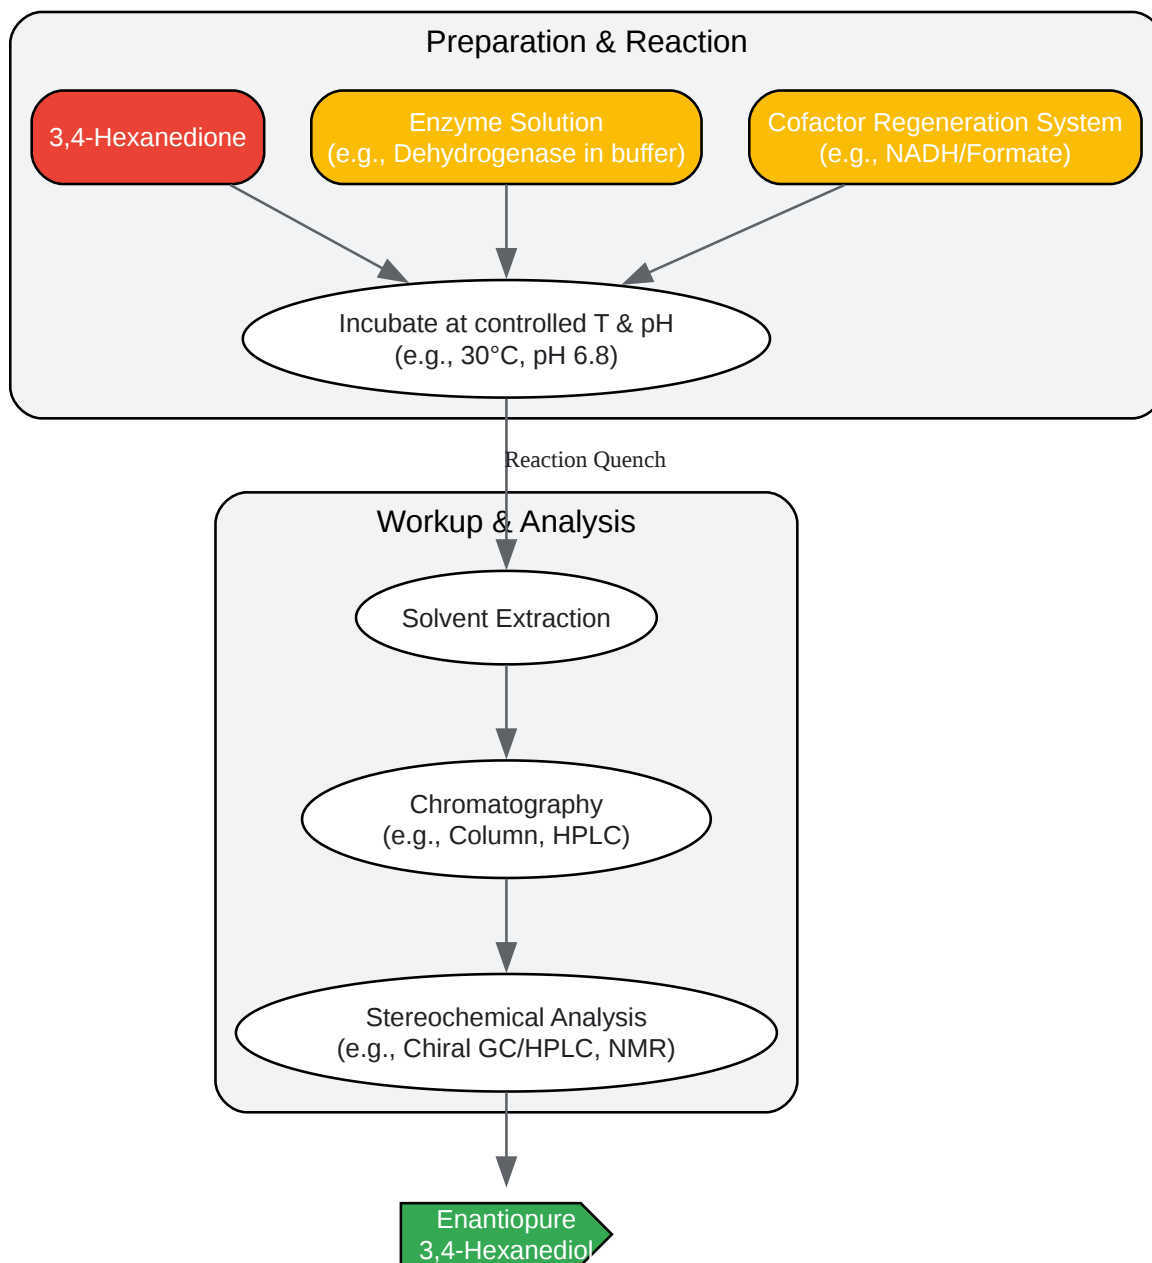 Preparation & Reaction
3,4-Hexanedione
Enzyme Solution
(e.g., Dehydrogenase in buffer)
Cofactor Regeneration System
(e.g., NADH/Formate)
Incubate at controlled T & pH
(e.g., 30°C, pH 6.8)
Reaction Quench
Workup & Analysis
Solvent Extraction
Chromatography
(e.g., Column, HPLC)
Stereochemical Analysis
(e.g., Chiral GC/HPLC, NMR)
Enantiopure
3,4-Hexanediol